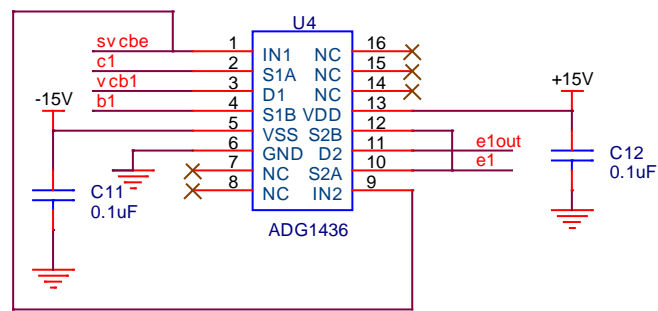 U4
svcbe 1 IN1 NC 16
c1 2 S1A NC 15
vcb1 3 D1 NC 14
b1 4 S1B VDD 13
5 VSS S2B 12
6 GND D2 11 e1out
7 NC S2A 10 e1
8 NC IN2 9
ADG1436
-15V
C11
0.1uF
+15V
C12
0.1uF